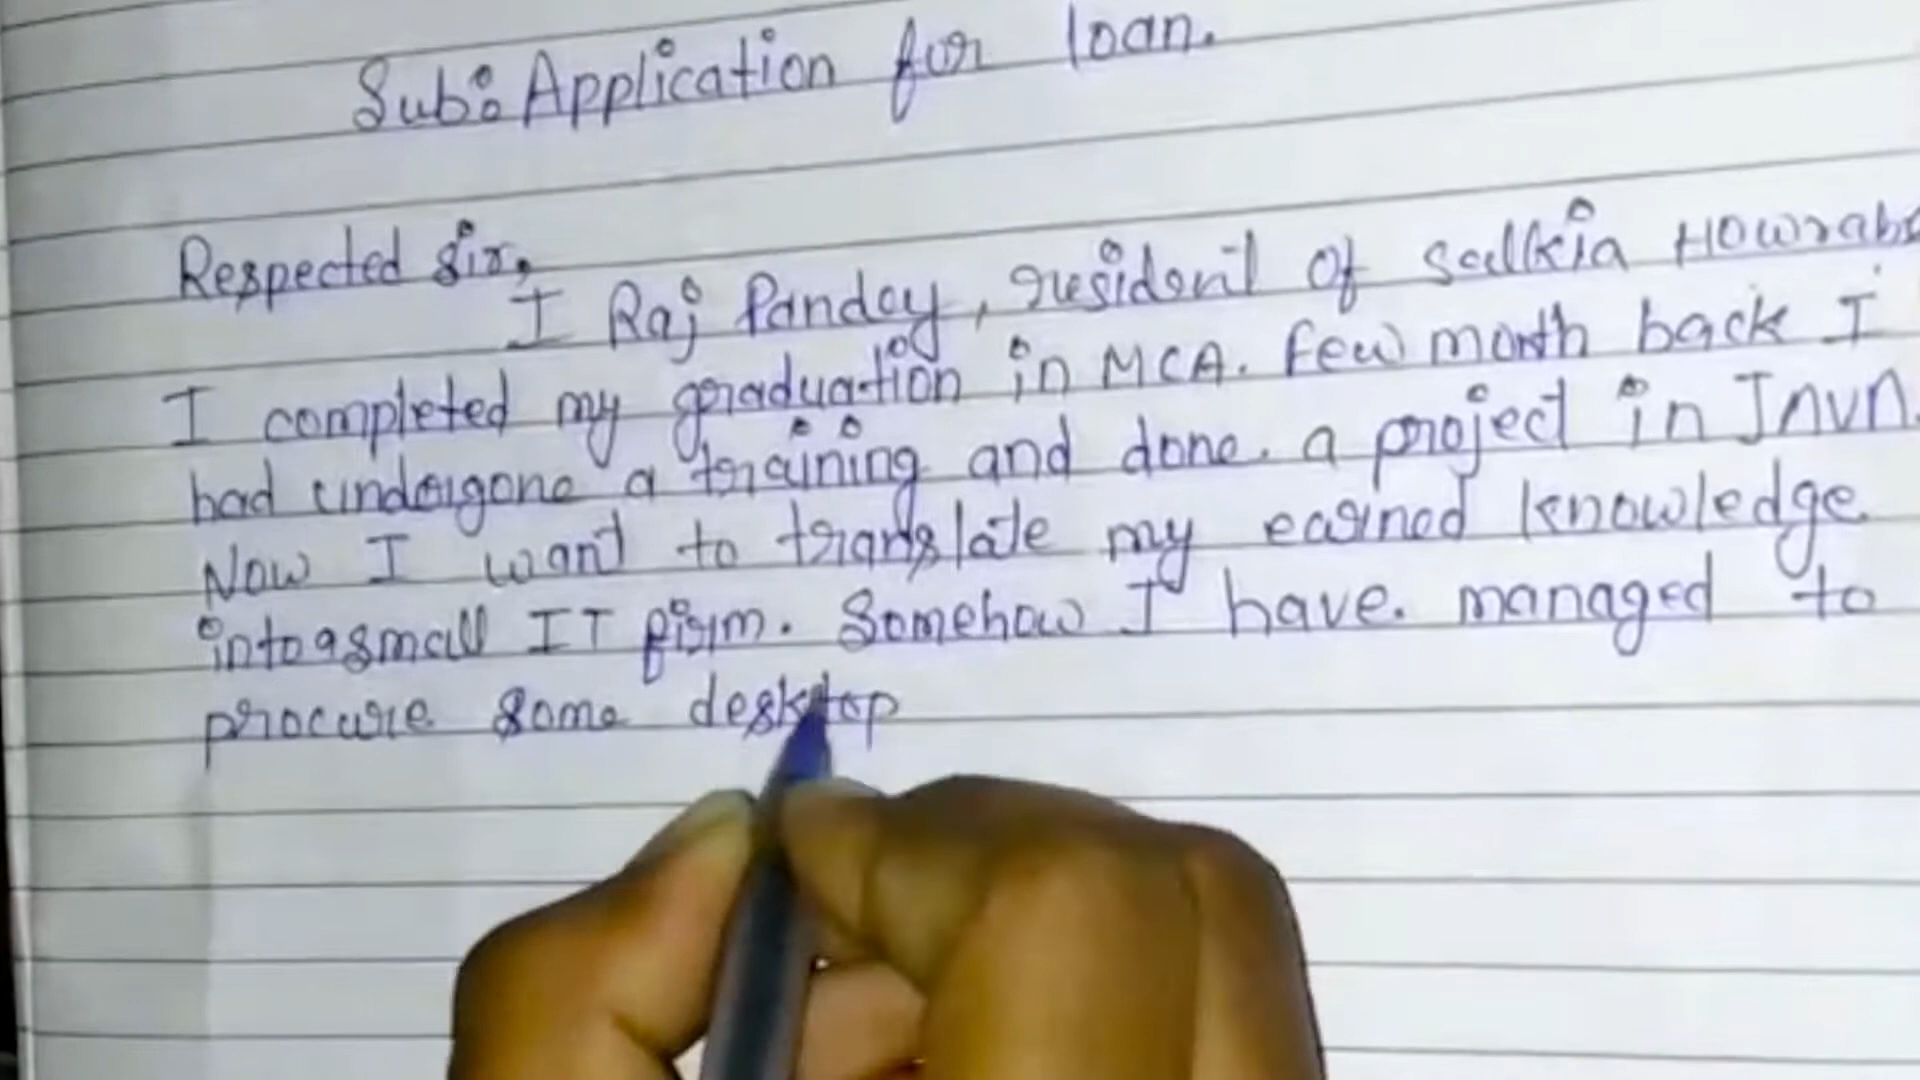 Sub: Application for loan.
Respected Sir,
I Raj Pandey, resident of Salkia Howrah
I completed my graduation in MCA. Few month back I
had undergone a training and done a project in JNVN.
Now I want to translate my earned knowledge
into a small IT firm. Somehow I have managed to
procure some desktop